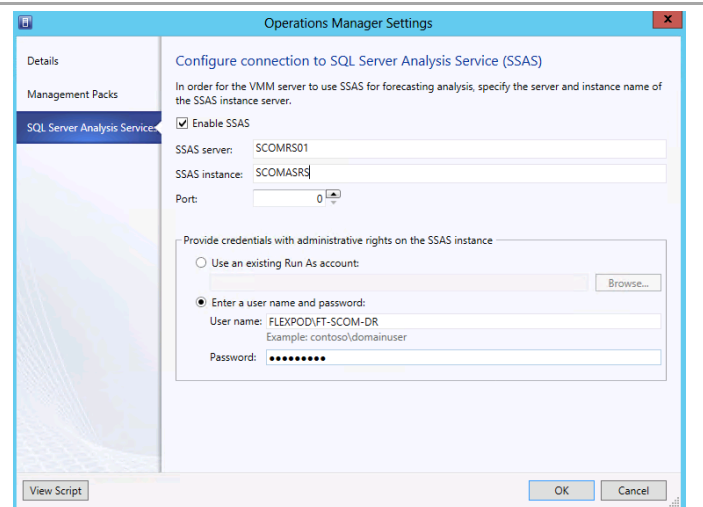 Operations Manager Settings
x
Details
Management Packs
SQL Server Analysis Services
Configure connection to SQL Server Analysis Service (SSAS)
In order for the VMM server to use SSAS for forecasting analysis, specify the server and instance name of
the SSAS instance server.
Enable SSAS
SSAS server: SCOMRS01
SSAS instance: SCOMASRS
Port: 0
Provide credentials with administrative rights on the SSAS instance
Use an existing Run As account:
Browse...
Enter a user name and password:
User name: FLEXPOD\FT-SCOM-DR
Example: contoso\domainuser
Password: •••••••••
View Script
OK
Cancel